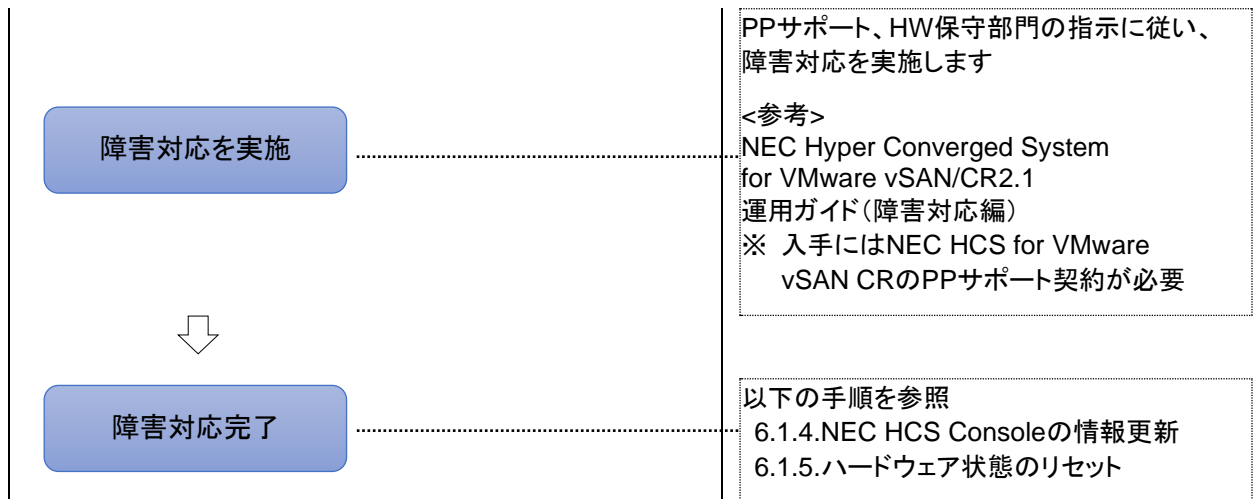 PPサポート、HW保守部門の指示に従い、
障害対応を実施します
<参考>
NEC Hyper Converged System
for VMware vSAN/CR2.1
運用ガイド（障害対応編）
※ 入手にはNEC HCS for VMware
vSAN CRのPPサポート契約が必要
障害対応を実施
以下の手順を参照
6.1.4.NEC HCS Consoleの情報更新
6.1.5.ハードウェア状態のリセット
障害対応完了